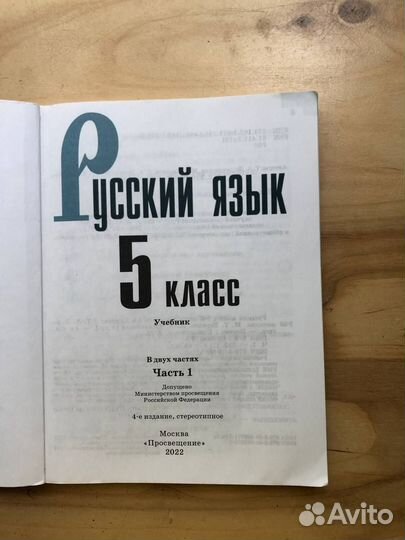 Русский язык
5 класс
Учебник
В двух частях
Часть 1
Допущено
Министерством просвещения
Российской Федерации
4-е издание, стереотипное
Москва
«Просвещение»
2022
Avito